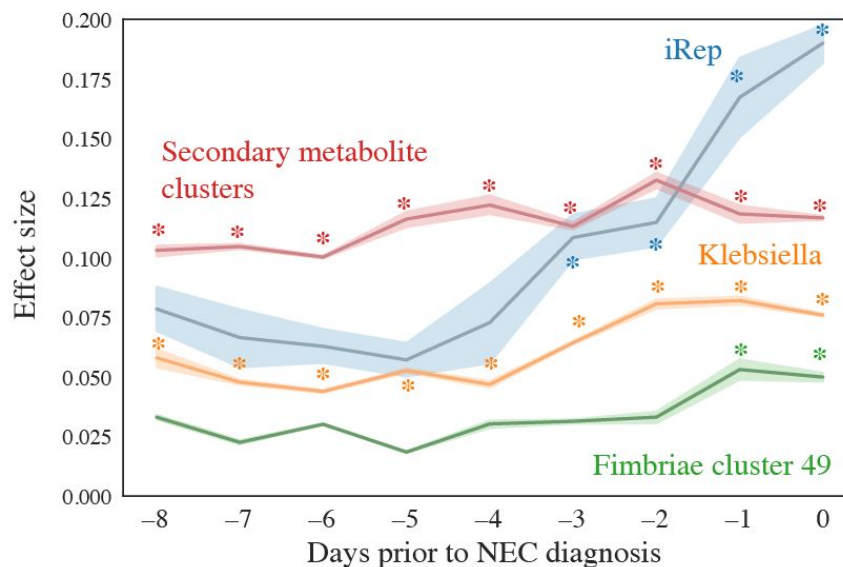 0.200
0.175
0.150
0.125
0.100
0.075
0.050
0.025
0.000
Effect size
iRep
Secondary metabolite
clusters
Klebsiella
Fimbriae cluster 49
* * * * * * * * *
* * * * *
* * * * * * * * *
* *
–8 –7 –6 –5 –4 –3 –2 –1 0
Days prior to NEC diagnosis